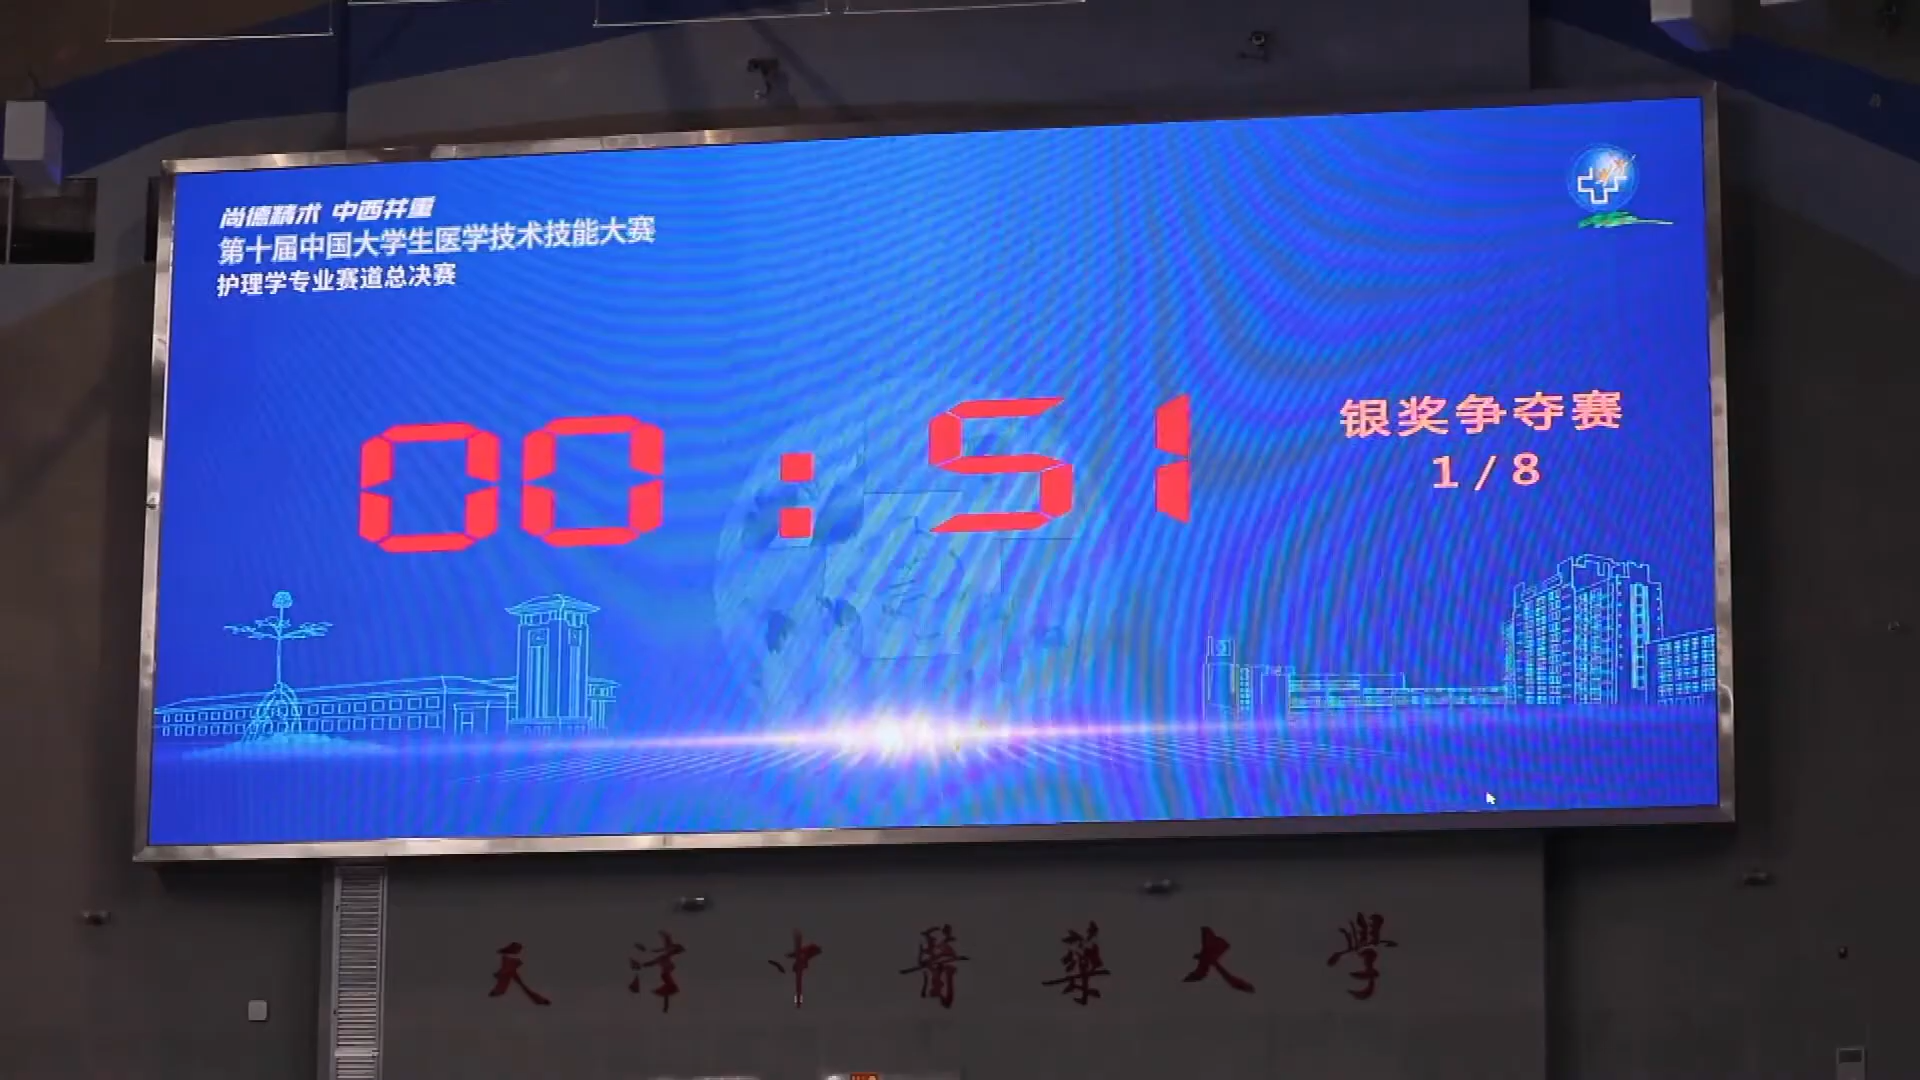 尚德精术 中西并重
第十届中国大学生医学技术技能大赛
护理学专业赛道总决赛
00:51
银奖争夺赛
1/8
天津中醫藥大學